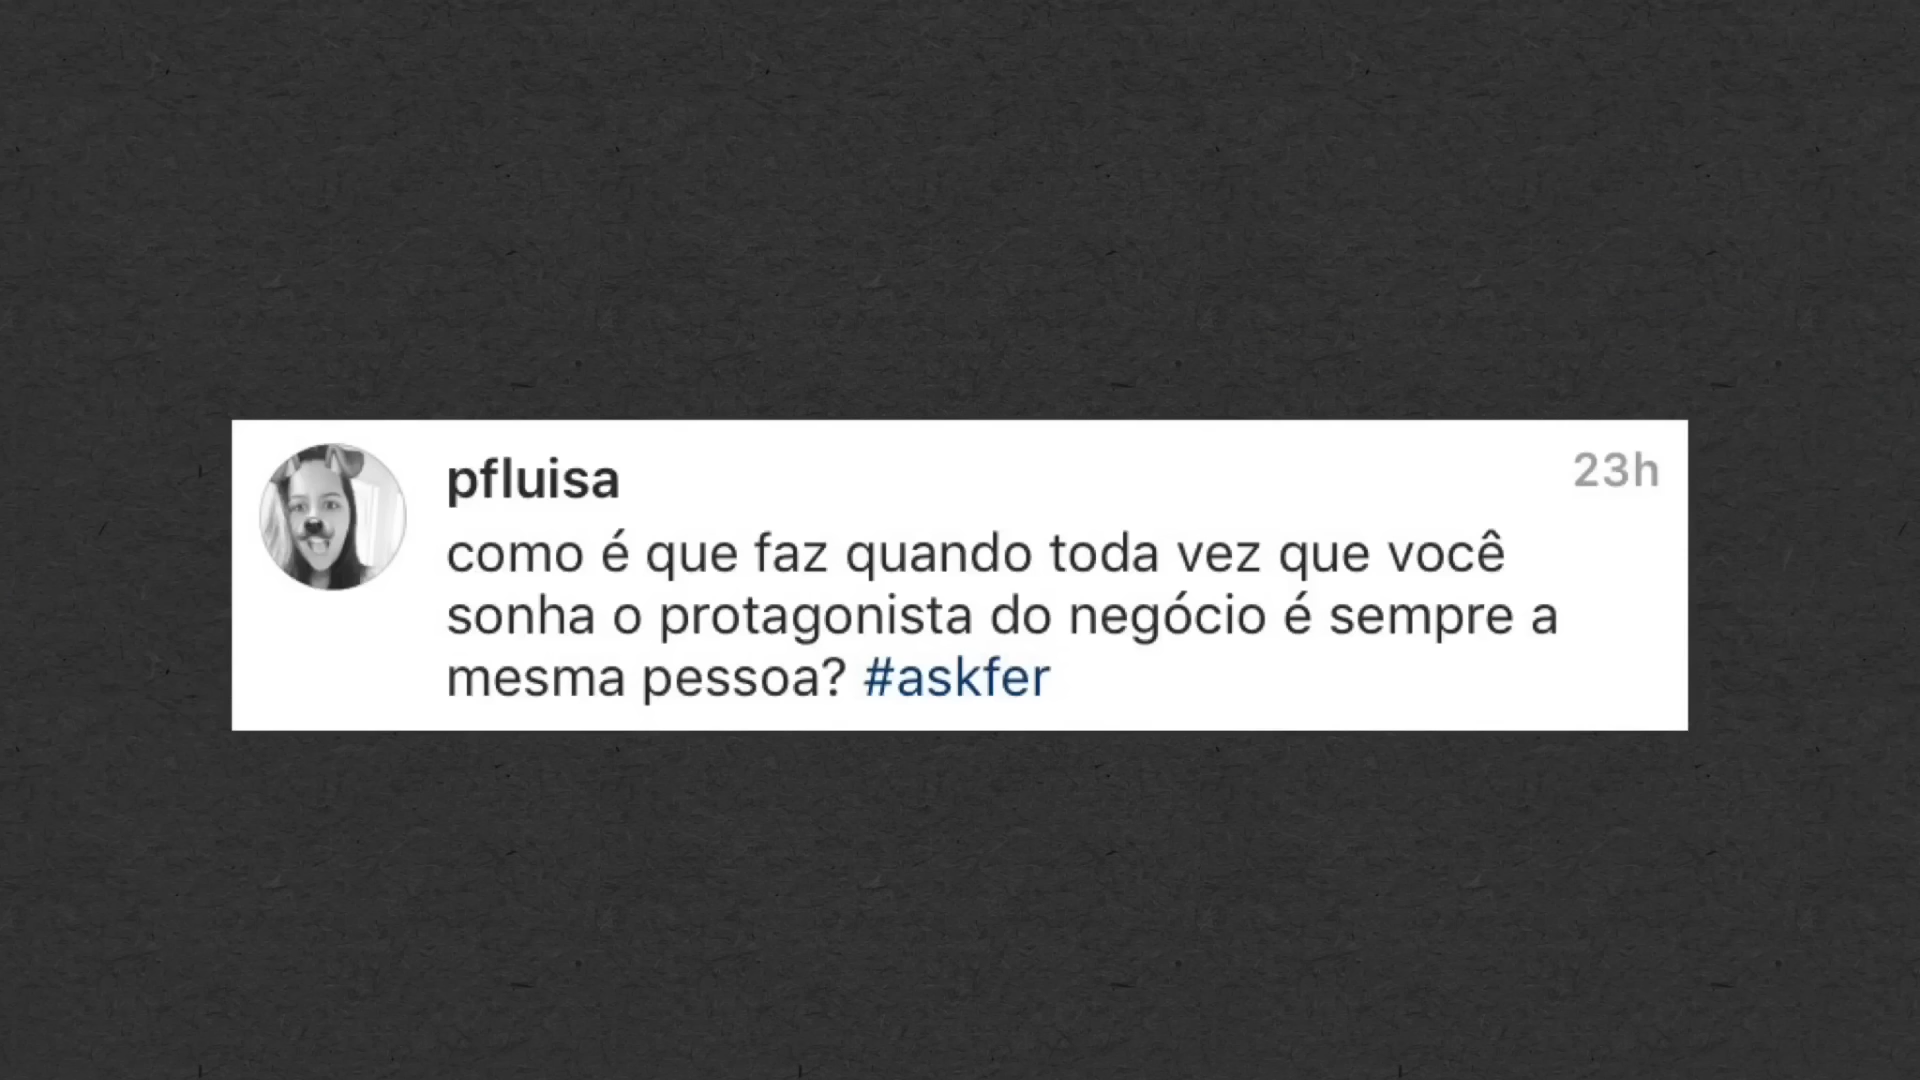 pfluisa
23h
como é que faz quando toda vez que você
sonha o protagonista do negócio é sempre a
mesma pessoa? #askfer